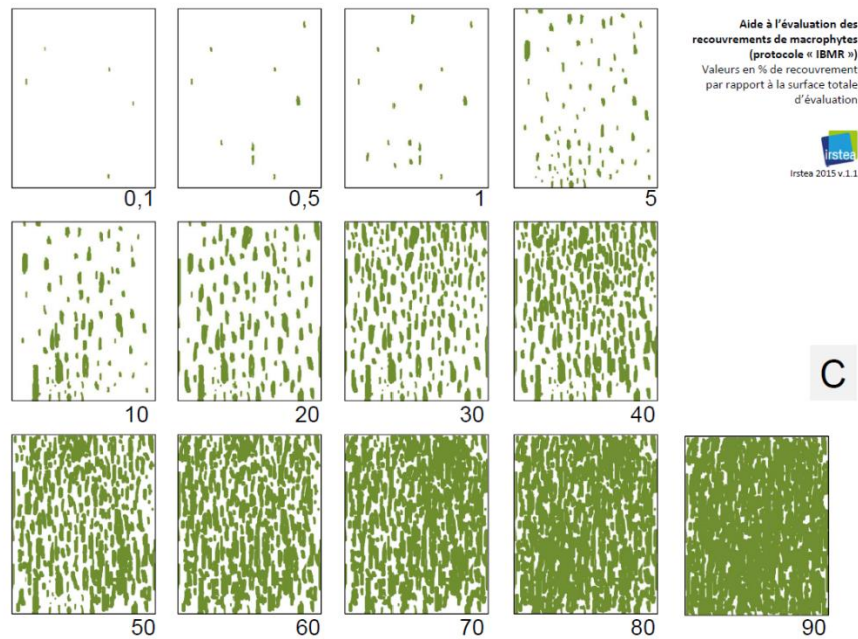 Aide à l'évaluation des
recouvrements de macrophytes
(protocole « IBMR »)
Valeurs en % de recouvrement
par rapport à la surface totale
d'évaluation
irstea
Irstea 2015 v.1.1
0,1
0,5
1
5
10
20
30
40
C
50
60
70
80
90